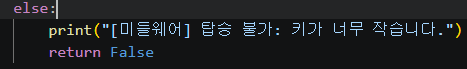 else:
    print("[미들웨어] 탑승 불가: 키가 너무 작습니다.")
    return False